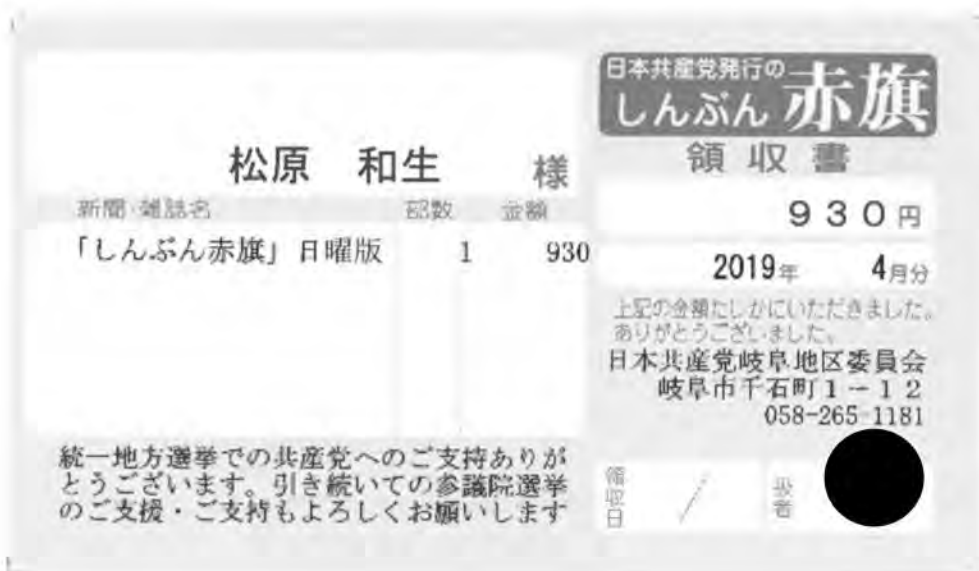 松原 和生 様
新聞・雑誌名 部数 金額
「しんぶん赤旗」日曜版 1 930
統一地方選挙での共産党へのご支持ありが
とうございます。引き続いての参議院選挙
のご支援・ご支持もよろしくお願いします
日本共産党発行の
しんぶん赤旗
領収書
930円
2019年 4月分
上記の金額たしかにいただきました。
ありがとうございました。
日本共産党岐阜地区委員会
岐阜市千石町1-12
058-265-1181
領収日 / 扱者